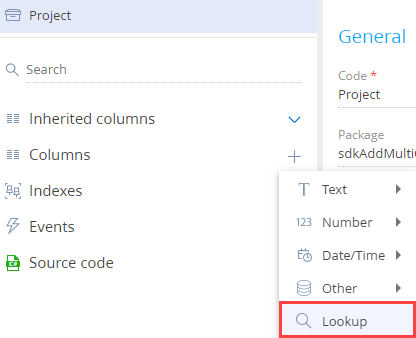 Project
Search
Inherited columns
Columns
Indexes
Events
C#
Source code
General
Code *
Project
Package
T Text
123 Number
Date/Time
Other
Lookup